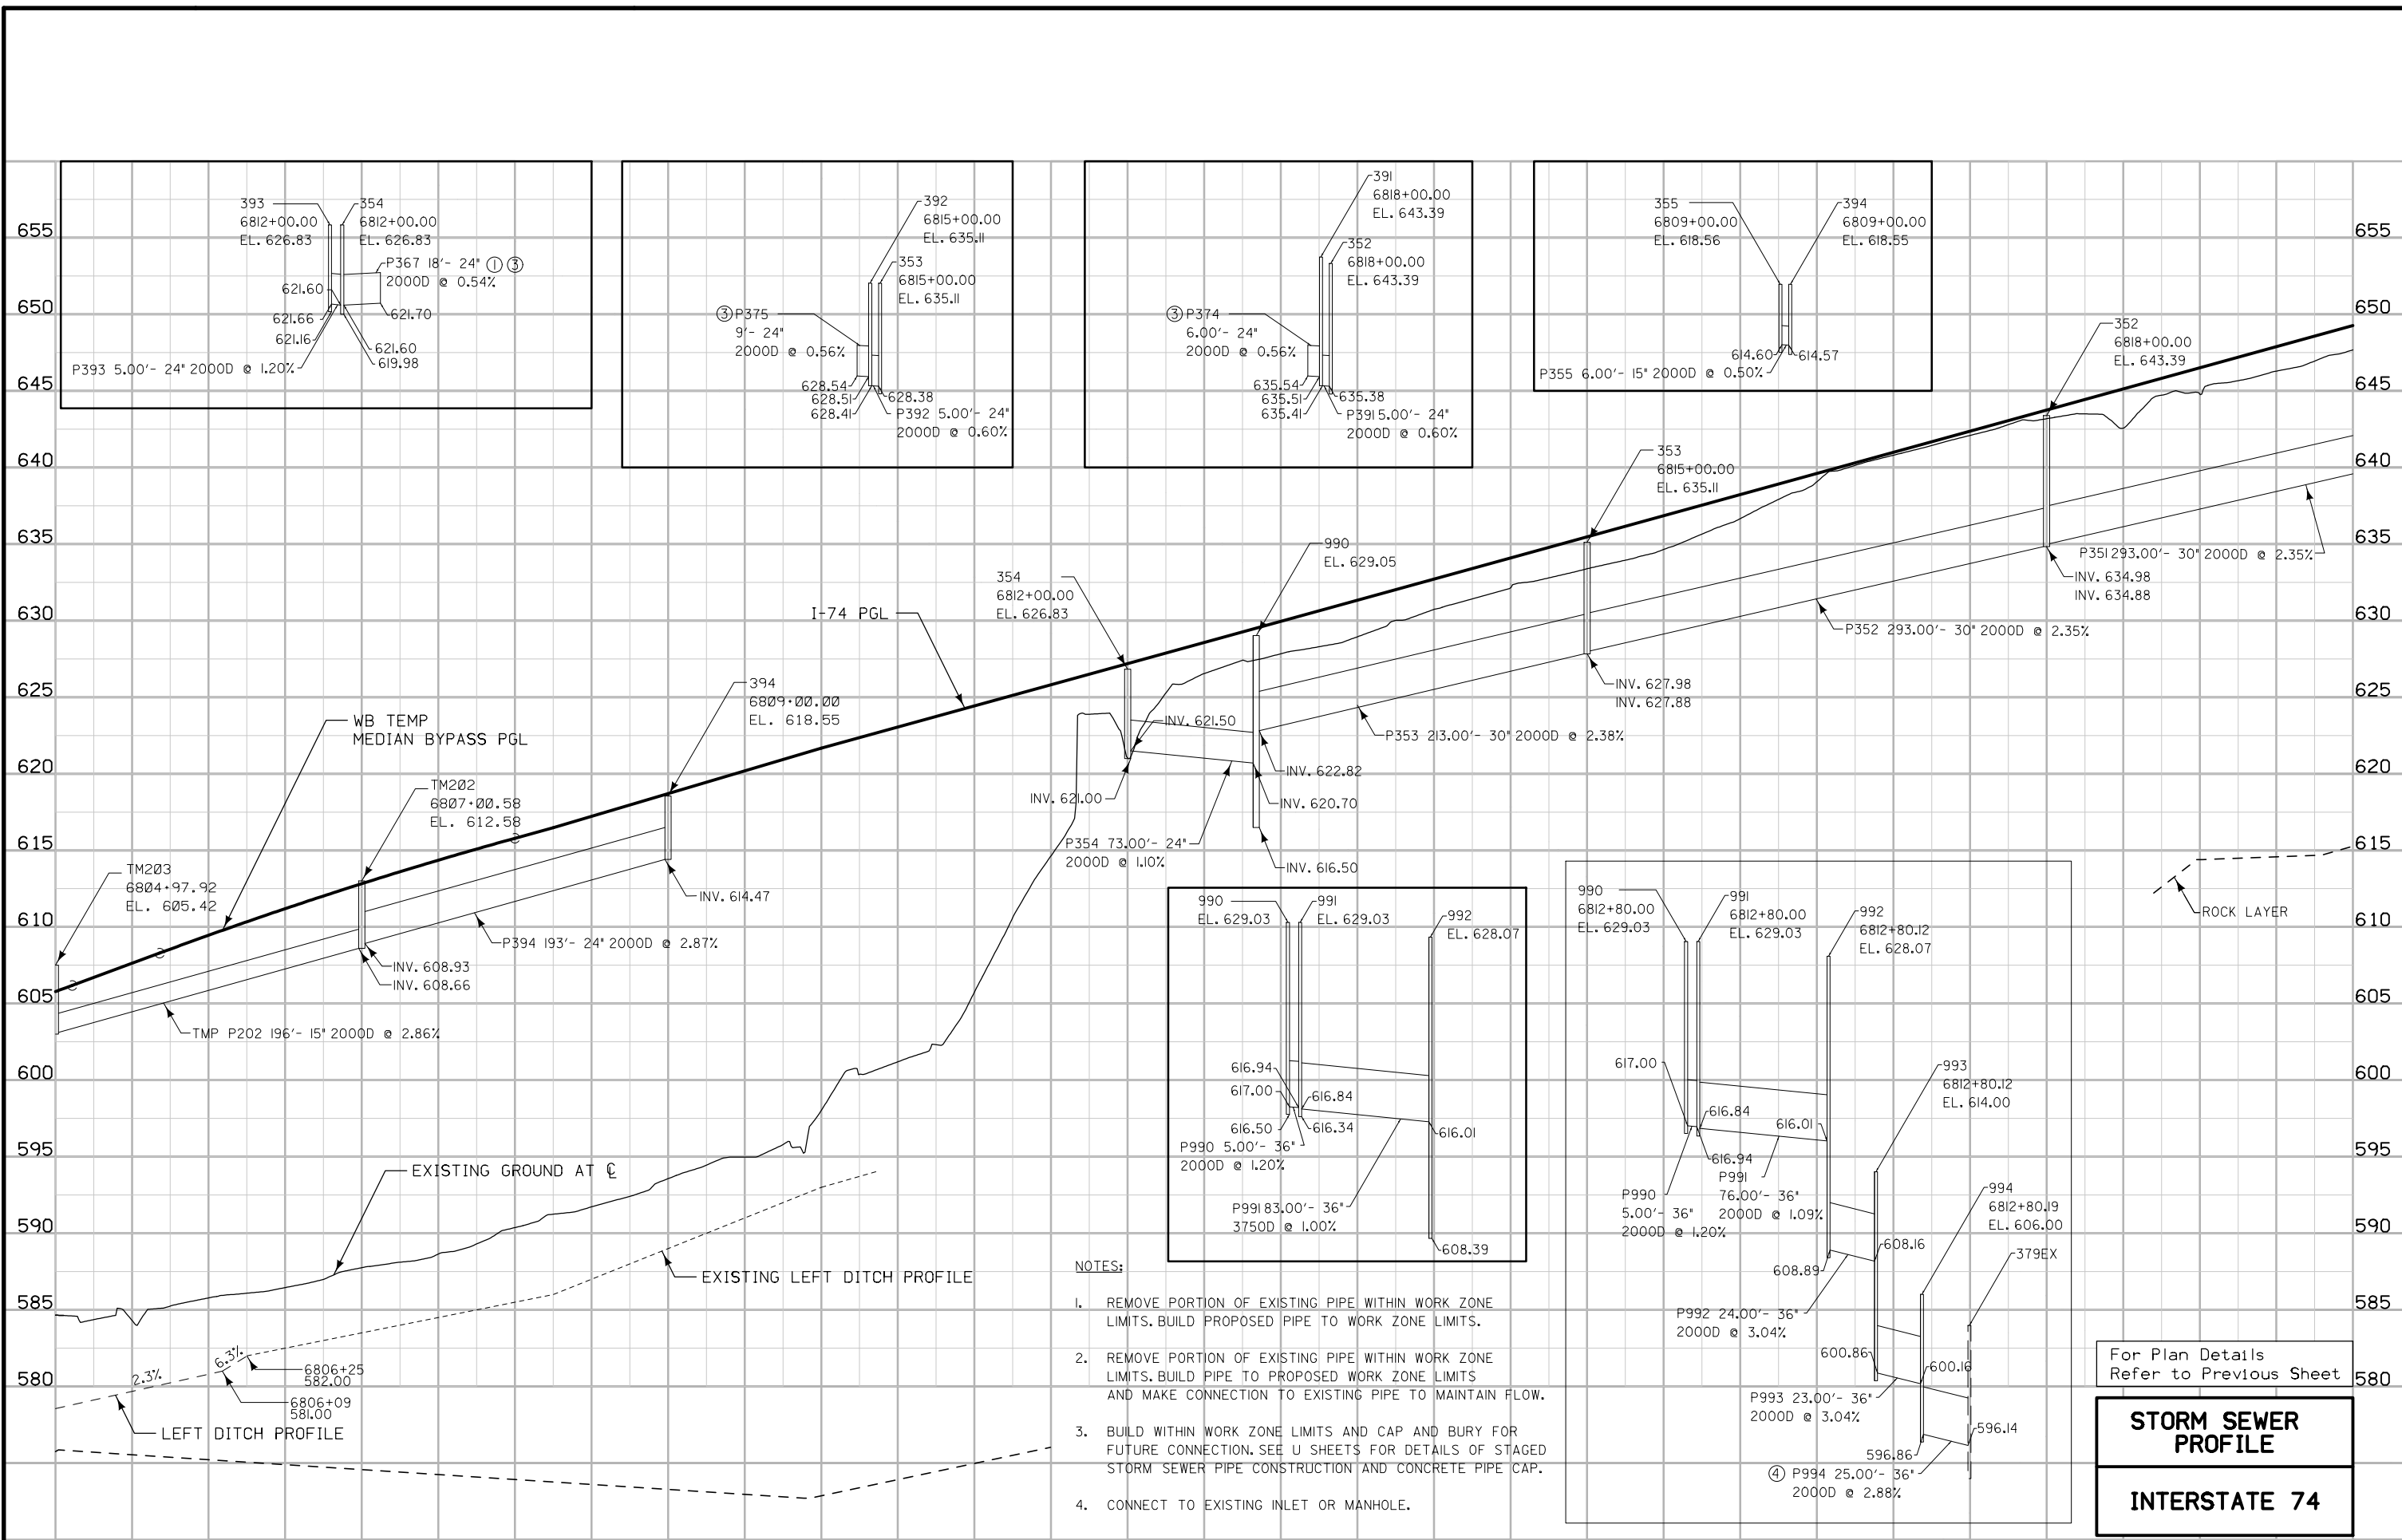 393
6812+00.00
EL. 626.83
354
6812+00.00
EL. 626.83
P367 18'- 24" ① ③
2000D @ 0.54%
621.60
621.66
621.16
621.70
621.60
619.98
P393 5.00'- 24" 2000D @ 1.20%
392
6815+00.00
EL. 635.11
353
6815+00.00
EL. 635.11
③ P375
9'- 24"
2000D @ 0.56%
628.54
628.51
628.41
628.38
P392 5.00'- 24"
2000D @ 0.60%
391
6818+00.00
EL. 643.39
352
6818+00.00
EL. 643.39
③ P374
6.00'- 24"
2000D @ 0.56%
635.54
635.51
635.41
635.38
P391 5.00'- 24"
2000D @ 0.60%
355
6809+00.00
EL. 618.56
394
6809+00.00
EL. 618.55
614.60
614.57
P355 6.00'- 15" 2000D @ 0.50%
655
650
645
640
635
630
625
620
615
610
605
600
595
590
585
580
655
650
645
640
635
630
625
620
615
610
605
600
595
590
585
580
352
6818+00.00
EL. 643.39
P351 293.00'- 30" 2000D @ 2.35%
INV. 634.98
INV. 634.88
P352 293.00'- 30" 2000D @ 2.35%
353
6815+00.00
EL. 635.11
INV. 627.98
INV. 627.88
P353 213.00'- 30" 2000D @ 2.38%
990
EL. 629.05
354
6812+00.00
EL. 626.83
I-74 PGL
INV. 621.50
INV. 622.82
INV. 621.00
INV. 620.70
P354 73.00'- 24"
2000D @ 1.10%
INV. 616.50
394
6809+00.00
EL. 618.55
WB TEMP
MEDIAN BYPASS PGL
TM202
6807+00.58
EL. 612.58
INV. 614.47
TM203
6804+97.92
EL. 605.42
P394 193'- 24" 2000D @ 2.87%
INV. 608.93
INV. 608.66
TMP P202 196'- 15" 2000D @ 2.86%
ROCK LAYER
990
EL. 629.03
991
EL. 629.03
992
EL. 628.07
616.94
617.00
616.84
616.50
616.34
616.01
P990 5.00'- 36"
2000D @ 1.20%
P991 83.00'- 36"
3750D @ 1.00%
608.39
990
6812+80.00
EL. 629.03
991
6812+80.00
EL. 629.03
992
6812+80.12
EL. 628.07
617.00
616.84
616.01
616.94
P991
76.00'- 36"
2000D @ 1.09%
P990
5.00'- 36"
2000D @ 1.20%
993
6812+80.12
EL. 614.00
994
6812+80.19
EL. 606.00
608.16
379EX
608.89
P992 24.00'- 36"
2000D @ 3.04%
600.86
600.16
P993 23.00'- 36"
2000D @ 3.04%
596.14
596.86
④ P994 25.00'- 36"
2000D @ 2.88%
EXISTING GROUND AT ℄
EXISTING LEFT DITCH PROFILE
2.3%
6.3%
6806+25
582.00
6806+09
581.00
LEFT DITCH PROFILE
NOTES:
1. REMOVE PORTION OF EXISTING PIPE WITHIN WORK ZONE
LIMITS. BUILD PROPOSED PIPE TO WORK ZONE LIMITS.
2. REMOVE PORTION OF EXISTING PIPE WITHIN WORK ZONE
LIMITS. BUILD PIPE TO PROPOSED WORK ZONE LIMITS
AND MAKE CONNECTION TO EXISTING PIPE TO MAINTAIN FLOW.
3. BUILD WITHIN WORK ZONE LIMITS AND CAP AND BURY FOR
FUTURE CONNECTION. SEE U SHEETS FOR DETAILS OF STAGED
STORM SEWER PIPE CONSTRUCTION AND CONCRETE PIPE CAP.
4. CONNECT TO EXISTING INLET OR MANHOLE.
For Plan Details
Refer to Previous Sheet
STORM SEWER
PROFILE
INTERSTATE 74